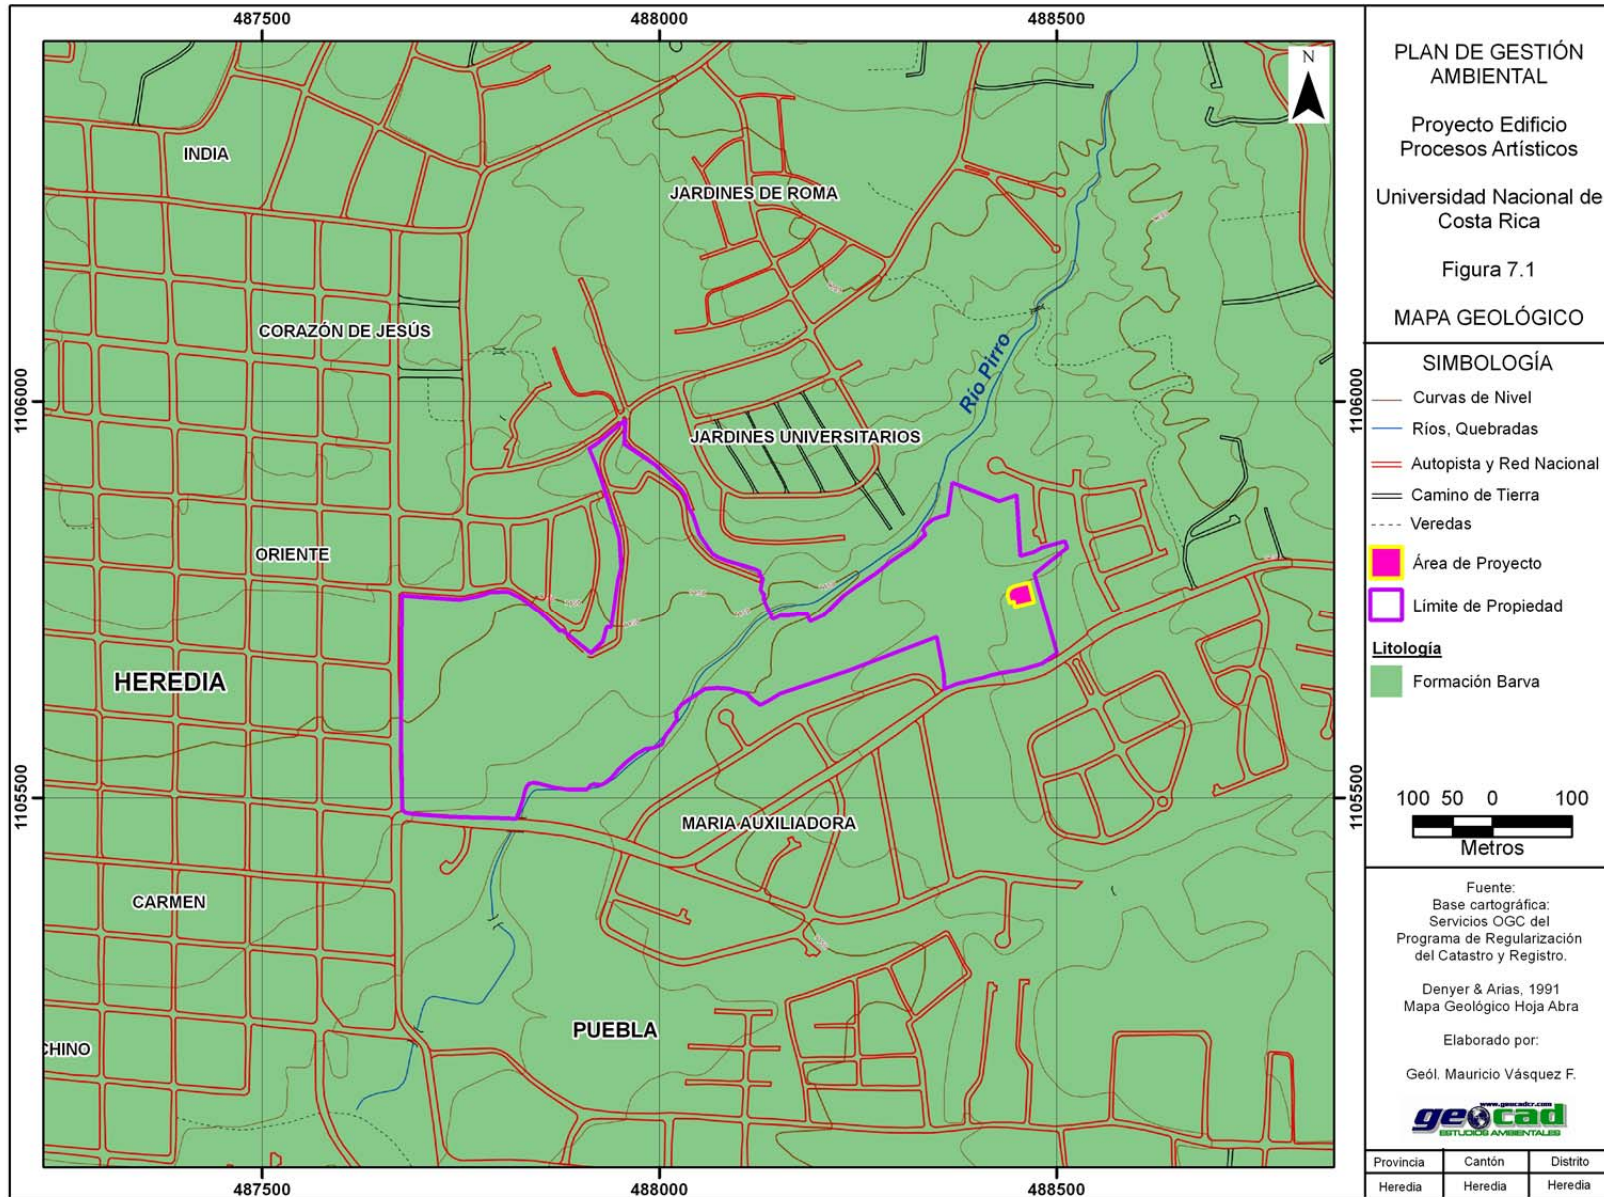 487500
488000
488500
N
INDIA
JARDINES DE ROMA
CORAZÓN DE JESÚS
Río Pirro
1106000
1106000
JARDINES UNIVERSITARIOS
ORIENTE
HEREDIA
1105500
1105500
MARIA AUXILIADORA
CARMEN
PUEBLA
CHINO
487500
488000
488500
PLAN DE GESTIÓN
AMBIENTAL
Proyecto Edificio
Procesos Artísticos
Universidad Nacional de
Costa Rica
Figura 7.1
MAPA GEOLÓGICO
SIMBOLOGÍA
Curvas de Nivel
Ríos, Quebradas
Autopista y Red Nacional
Camino de Tierra
Veredas
Área de Proyecto
Límite de Propiedad
Litología
Formación Barva
100 50 0 100
Metros
Fuente:
Base cartográfica:
Servicios OGC del
Programa de Regularización
del Catastro y Registro.
Denyer & Arias, 1991
Mapa Geológico Hoja Abra
Elaborado por:
Geól. Mauricio Vásquez F.
www.geocadcr.com
geocad
ESTUDIOS AMBIENTALES
Provincia Cantón Distrito
Heredia Heredia Heredia